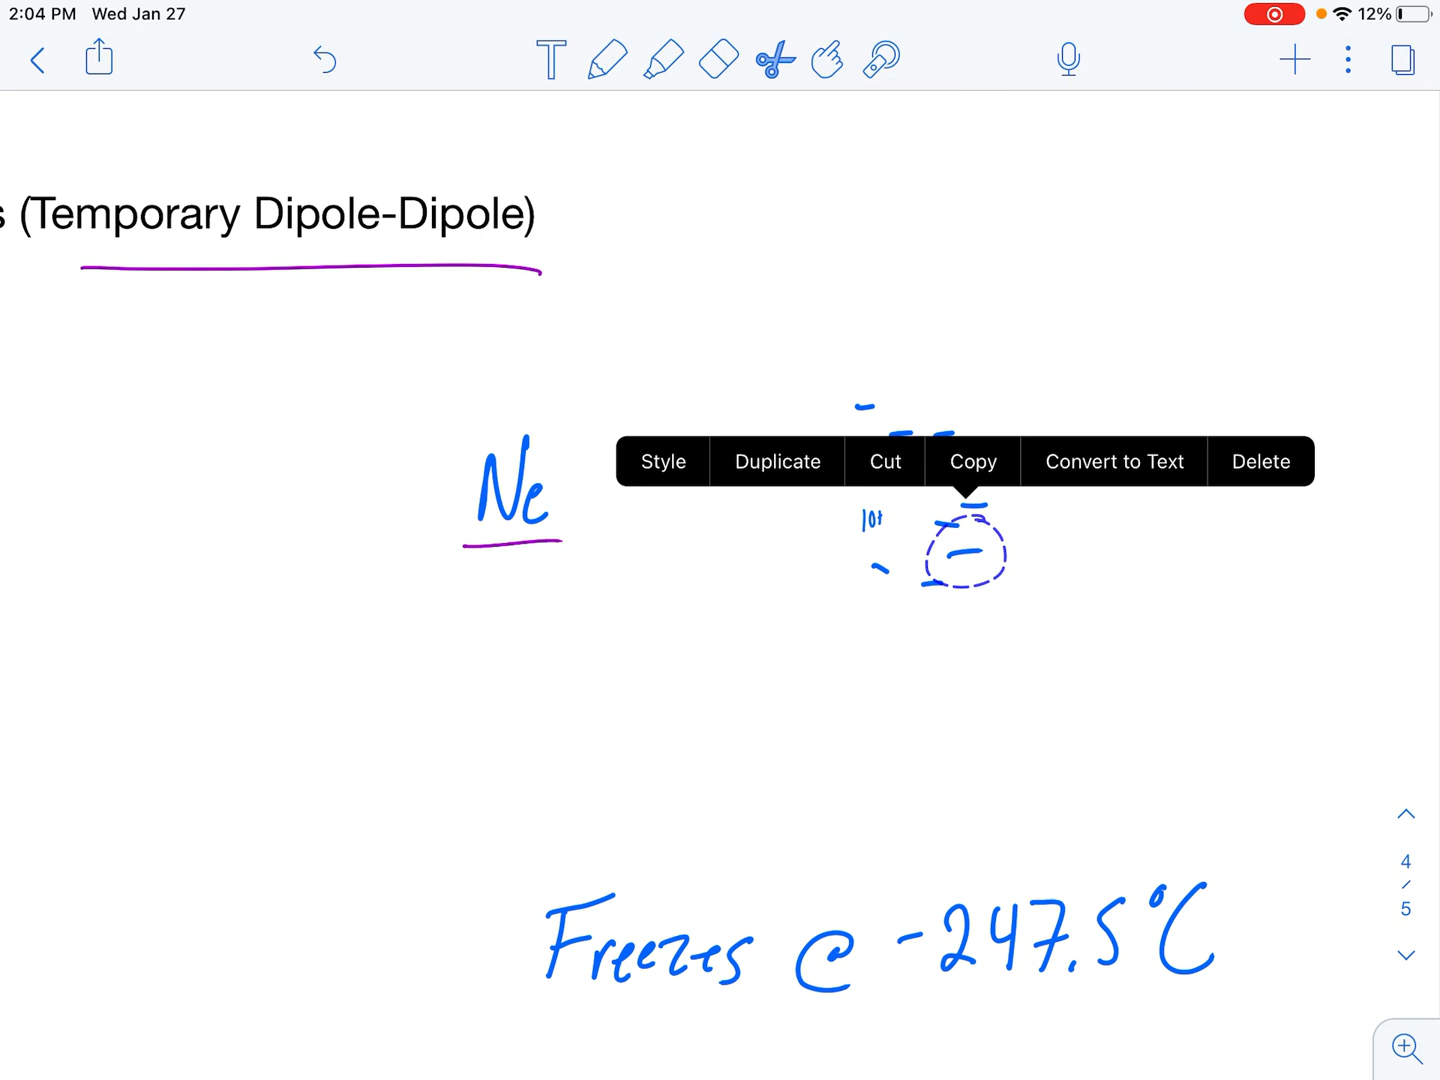 2:04 PM Wed Jan 27
12%
s (Temporary Dipole-Dipole)
Ne
Style Duplicate Cut Copy Convert to Text Delete
10+
4
/
5
Freezes @ -247.5°C